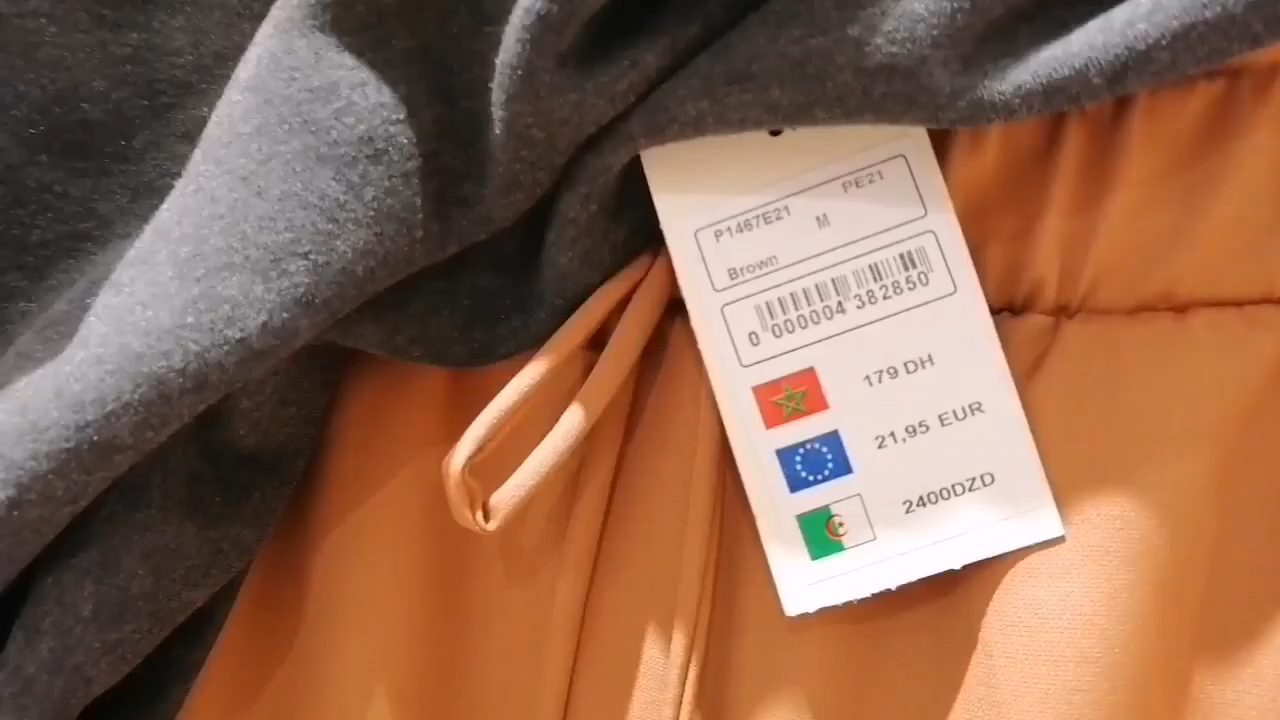 P1467E21 PE21
M
Brown
0 000004 382850
179 DH
21,95 EUR
2400DZD